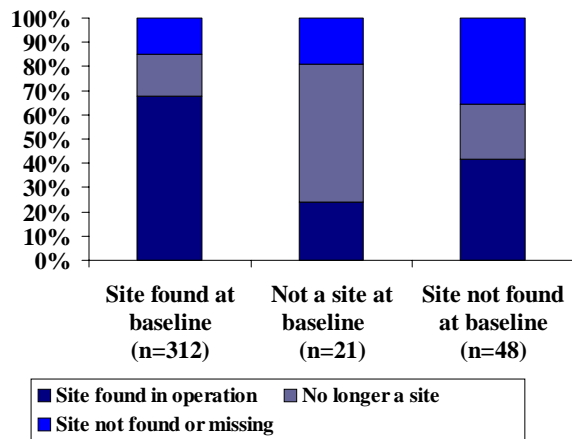 100%
90%
80%
70%
60%
50%
40%
30%
20%
10%
0%
Site found at baseline (n=312)
Not a site at baseline (n=21)
Site not found at baseline (n=48)
Site found in operation
No longer a site
Site not found or missing